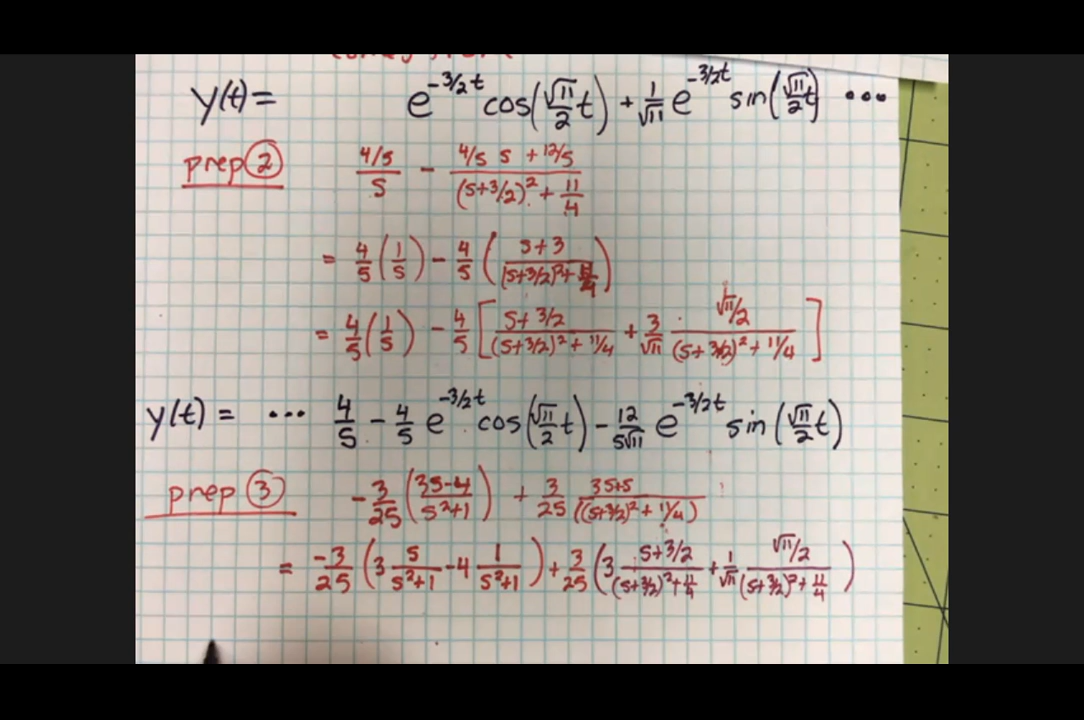 y(t) = e^{-3/2 t} cos(√11/2 t) + 1/√11 e^{-3/2 t} sin(√11/2 t) •••
prep ② (4/5)/s - (4/5 s + 12/5)/((s+3/2)² + 11/4)
= 4/5 (1/s) - 4/5 ((s+3)/((s+3/2)² + 11/4))
= 4/5 (1/s) - 4/5 [(s+3/2)/((s+3/2)² + 11/4) + 3/√11 (√11/2)/((s+3/2)² + 11/4)]
y(t) = ••• 4/5 - 4/5 e^{-3/2 t} cos(√11/2 t) - 12/(5√11) e^{-3/2 t} sin(√11/2 t)
prep ③ -3/25 ((3s-4)/(s²+1)) + 3/25 (3s+5)/((s+3/2)² + 11/4)
= -3/25 (3 s/(s²+1) - 4 1/(s²+1)) + 3/25 (3 (s+3/2)/((s+3/2)² + 11/4) + 1/√11 (√11/2)/((s+3/2)² + 11/4))